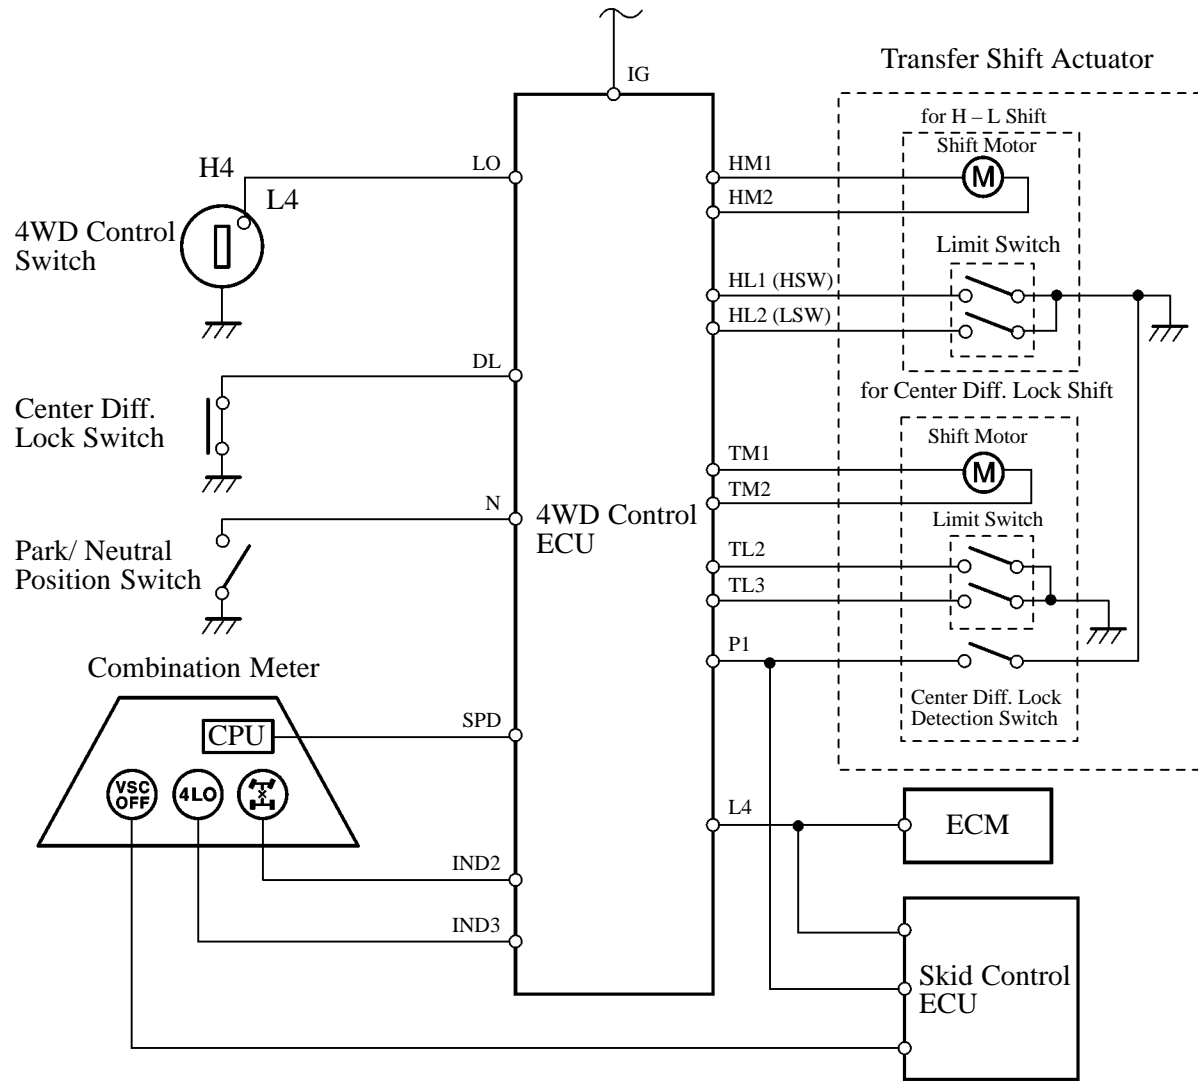 IG
Transfer Shift Actuator
for H – L Shift
Shift Motor
M
H4
L4
LO
HM1
HM2
4WD Control
Switch
Limit Switch
HL1 (HSW)
HL2 (LSW)
DL
for Center Diff. Lock Shift
Center Diff.
Lock Switch
Shift Motor
M
TM1
TM2
N
4WD Control
ECU
Limit Switch
Park/ Neutral
Position Switch
TL2
TL3
P1
Combination Meter
Center Diff. Lock
Detection Switch
SPD
CPU
VSC
OFF
4LO
L4
ECM
IND2
IND3
Skid Control
ECU